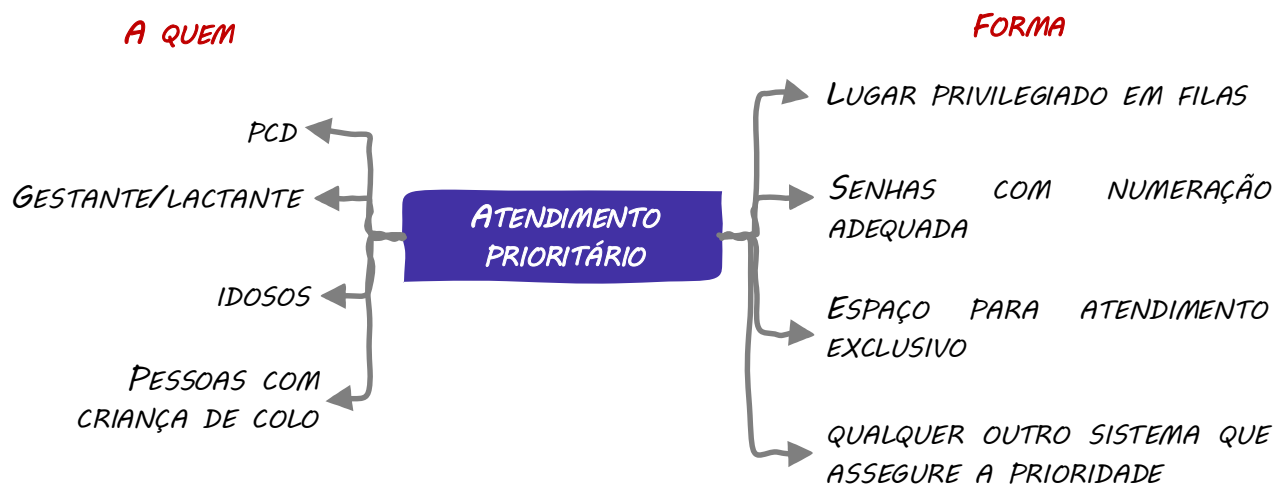 A QUEM
PCD
GESTANTE/LACTANTE
IDOSOS
PESSOAS COM
CRIANÇA DE COLO
ATENDIMENTO
PRIORITÁRIO
FORMA
LUGAR PRIVILEGIADO EM FILAS
SENHAS COM NUMERAÇÃO
ADEQUADA
ESPAÇO PARA ATENDIMENTO
EXCLUSIVO
QUALQUER OUTRO SISTEMA QUE
ASSEGURE A PRIORIDADE